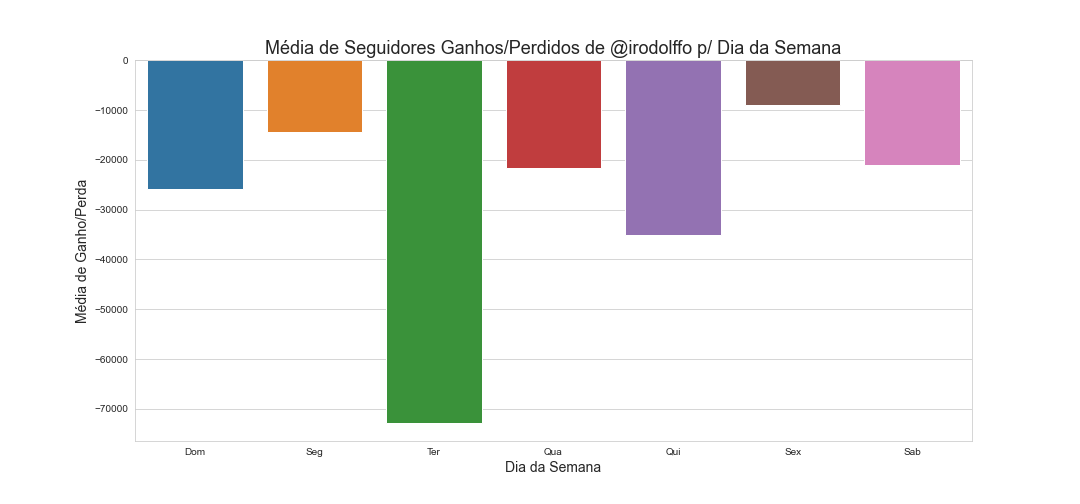 Média de Seguidores Ganhos/Perdidos de @irodolffo p/ Dia da Semana
Média de Ganho/Perda
0
−10000
−20000
−30000
−40000
−50000
−60000
−70000
Dom Seg Ter Qua Qui Sex Sab
Dia da Semana